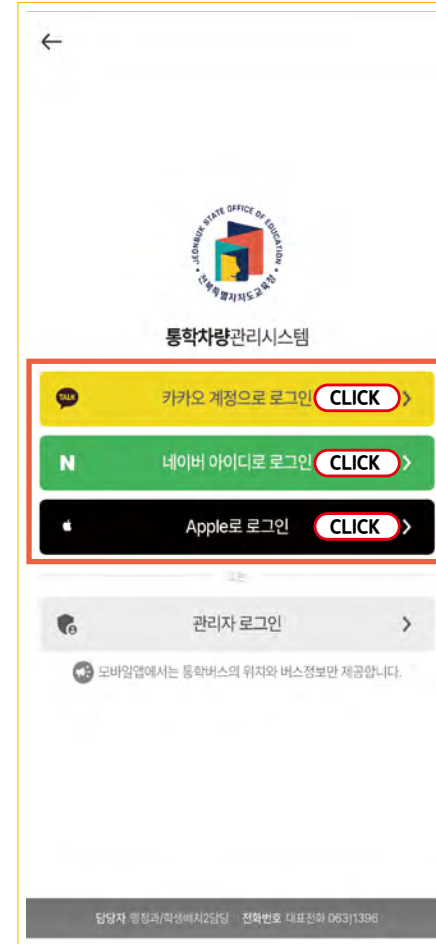 JEONBUK STATE OFFICE OF EDUCATION
전북특별자치도교육청
통학차량관리시스템
TALK 카카오 계정으로 로그인 CLICK
N 네이버 아이디로 로그인 CLICK
Apple로 로그인 CLICK
또는
관리자 로그인
모바일앱에서는 통학버스의 위치와 버스정보만 제공합니다.
담당자 행정과/학생배치2담당 전화번호 대표전화 063)1396